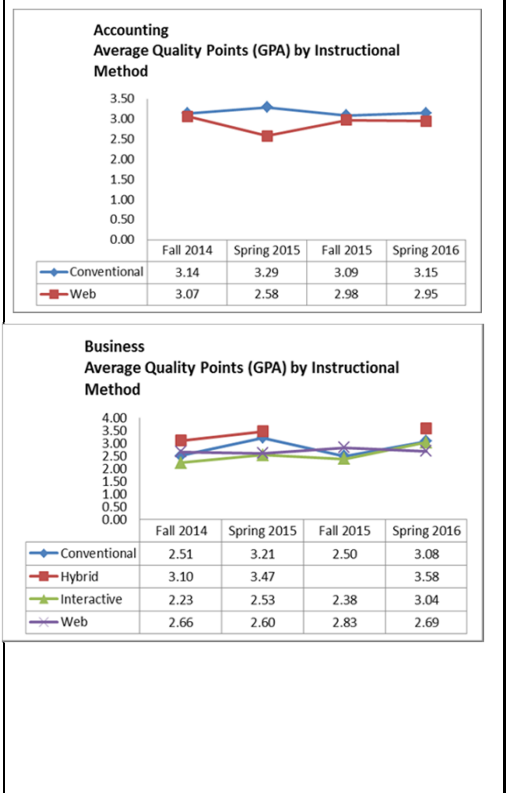 Accounting
Average Quality Points (GPA) by Instructional
Method
3.50
3.00
2.50
2.00
1.50
1.00
0.50
0.00
Fall 2014 Spring 2015 Fall 2015 Spring 2016
Conventional 3.14 3.29 3.09 3.15
Web 3.07 2.58 2.98 2.95
Business
Average Quality Points (GPA) by Instructional
Method
4.00
3.50
3.00
2.50
2.00
1.50
1.00
0.50
0.00
Fall 2014 Spring 2015 Fall 2015 Spring 2016
Conventional 2.51 3.21 2.50 3.08
Hybrid 3.10 3.47 3.58
Interactive 2.23 2.53 2.38 3.04
Web 2.66 2.60 2.83 2.69